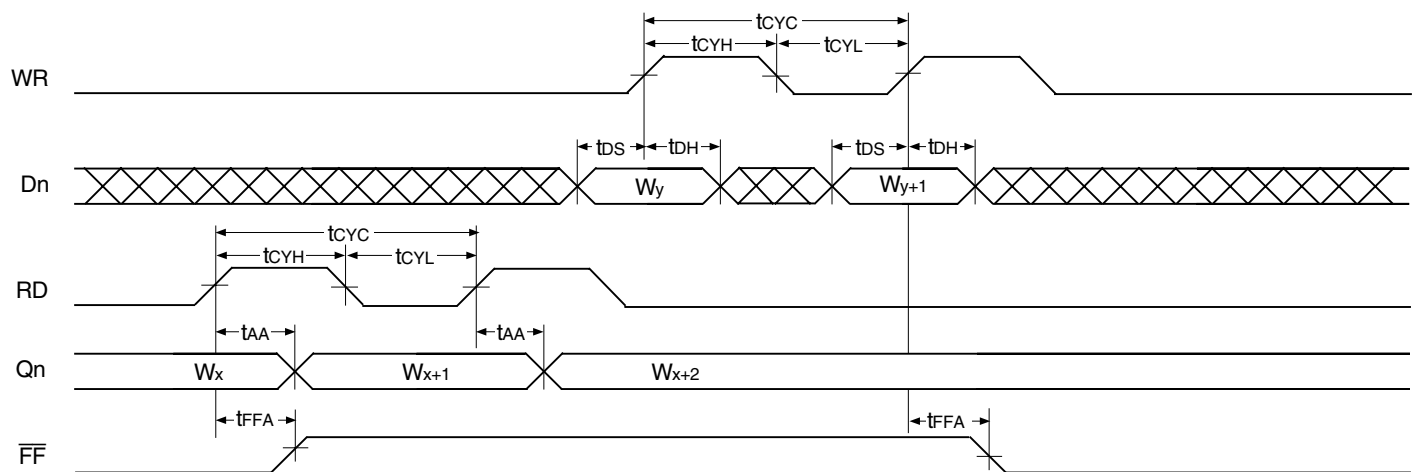 tCYC
tCYH tCYL
WR
tDS tDH tDS tDH
Dn Wy Wy+1
tCYC
tCYH tCYL
RD
tAA tAA
Qn Wx Wx+1 Wx+2
tFFA tFFA
F̅F̅